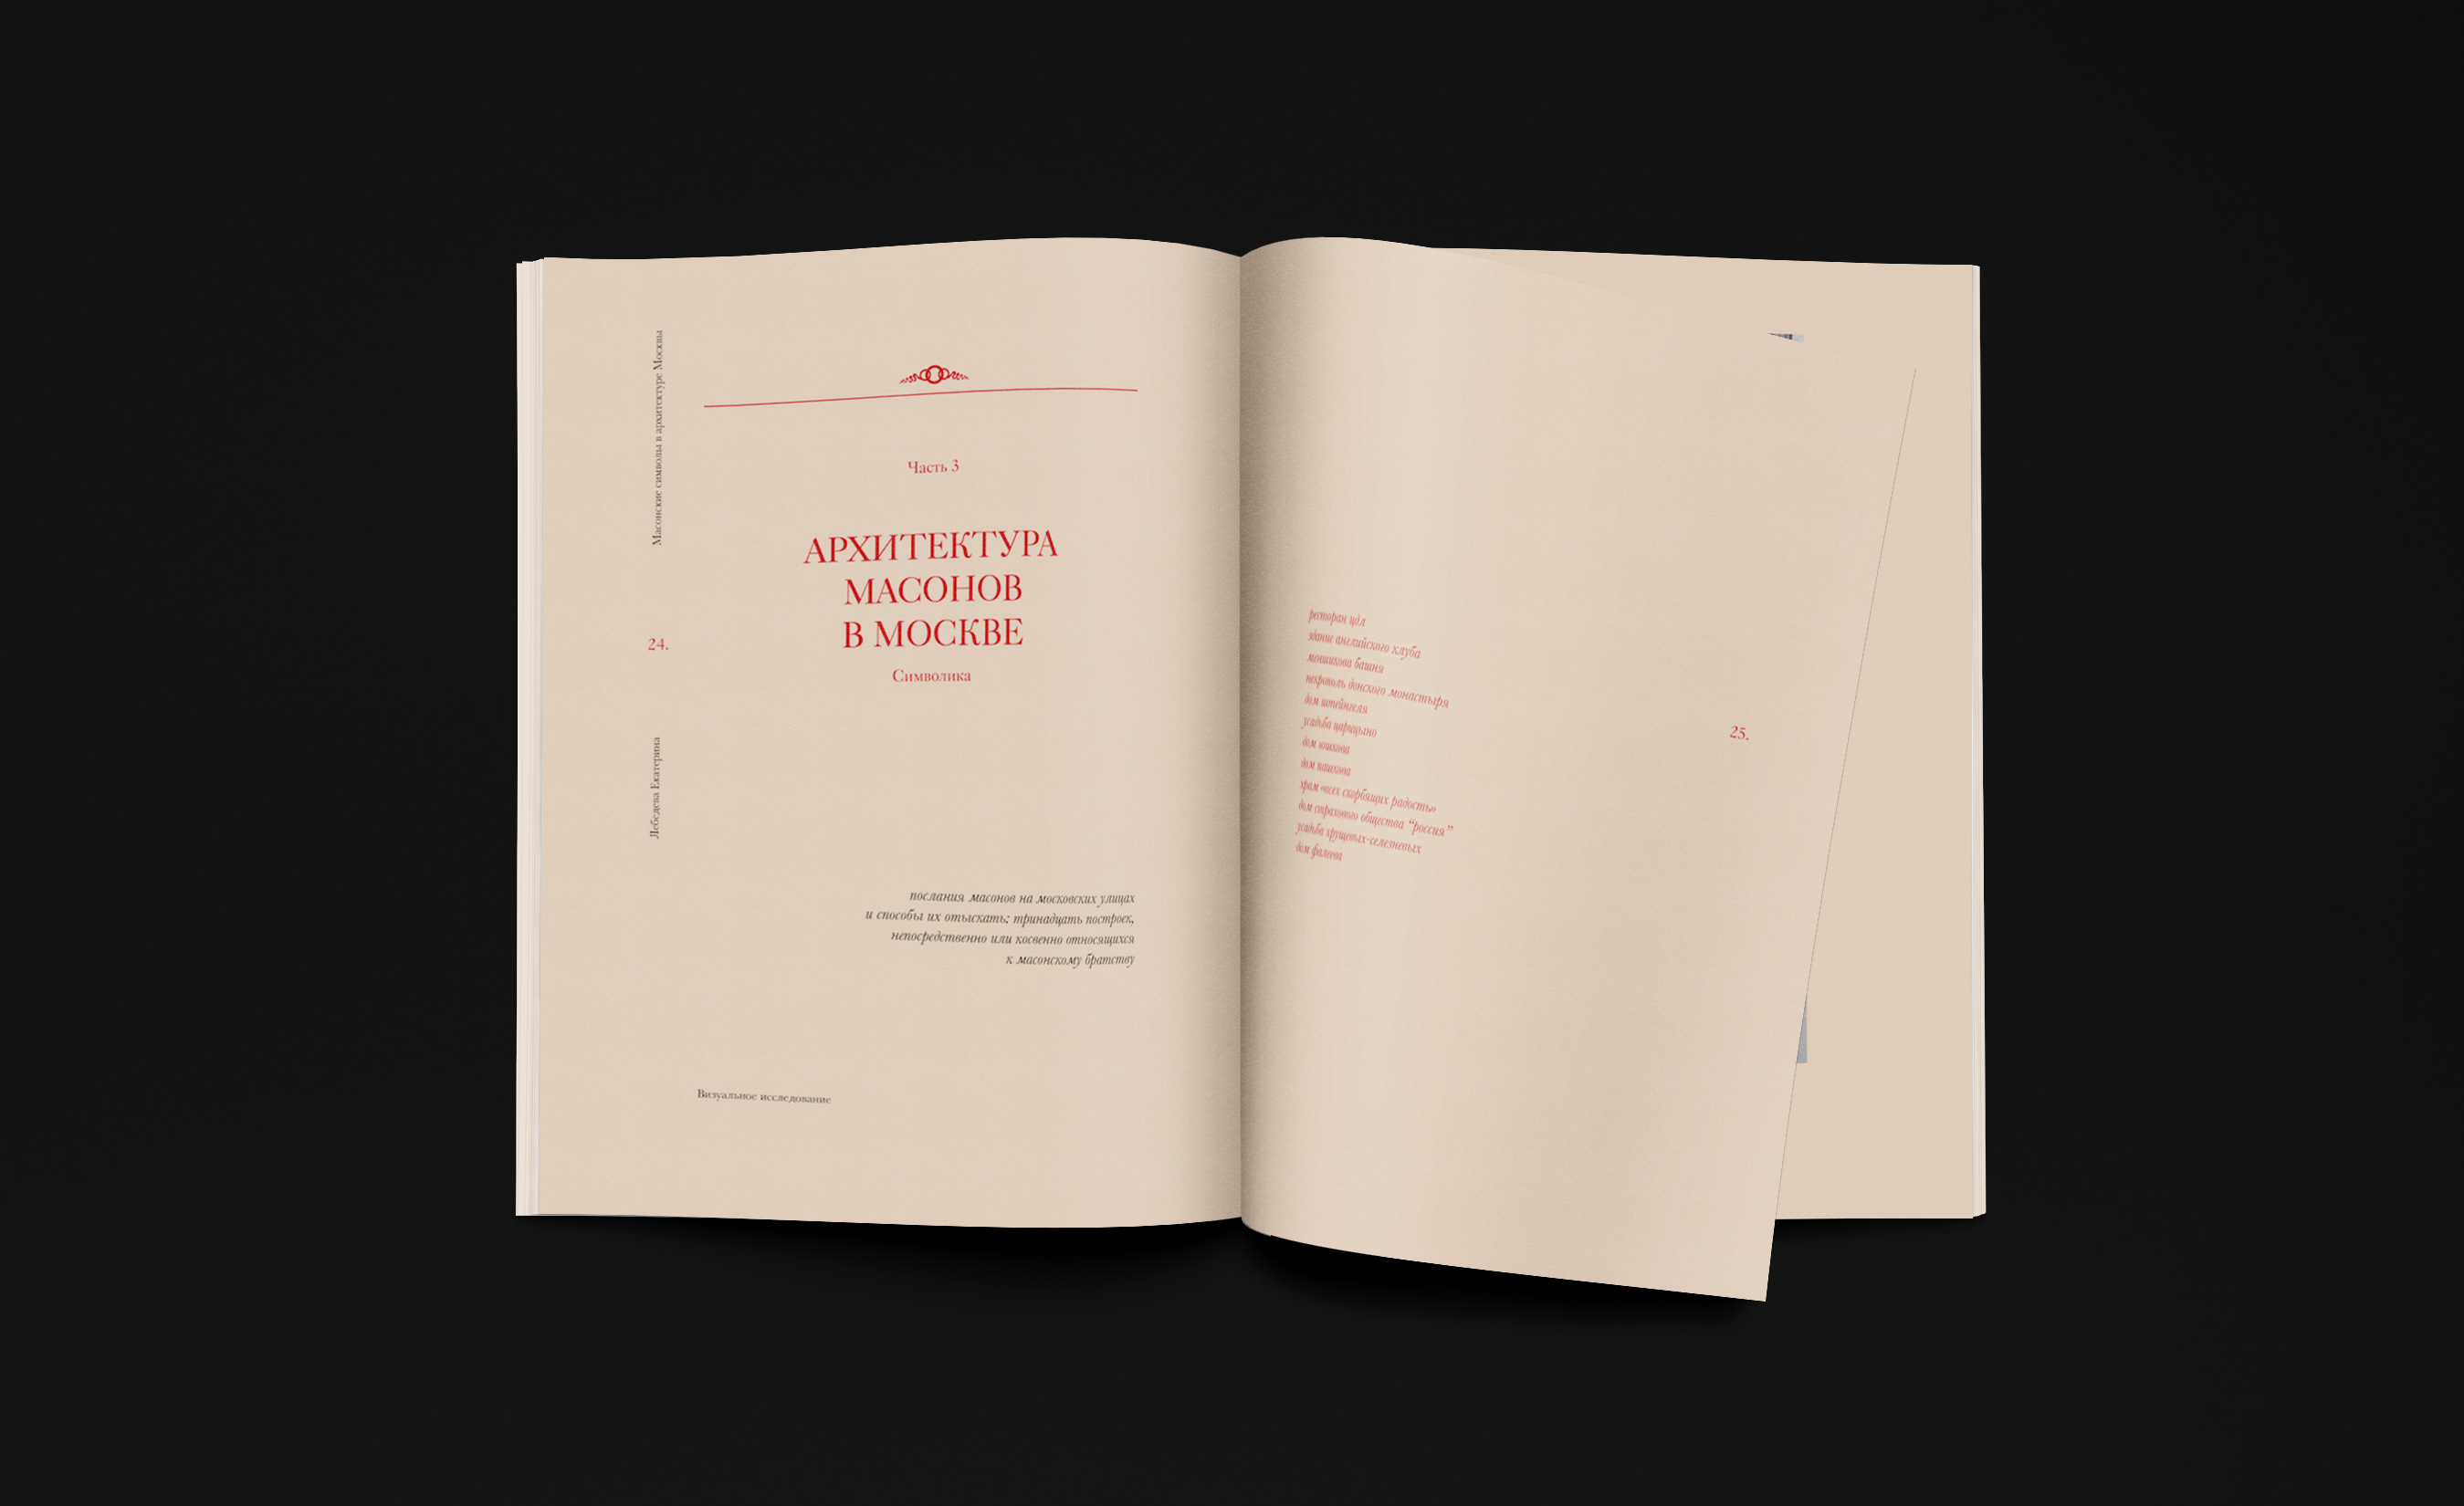 Масонские символы в архитектуре Москвы
Часть 3
АРХИТЕКТУРА
МАСОНОВ
В МОСКВЕ
Символика
24.
Лебедева Екатерина
послания масонов на московских улицах
и способы их отыскать: тринадцать построек,
непосредственно или косвенно относящихся
к масонскому братству
Визуальное исследование
ресторан цдл
здание английского клуба
меншикова башня
некрополь донского монастыря
дом штейнгеля
усадьба царицыно
дом юшкова
дом пашкова
храм «всех скорбящих радость»
дом страхового общества “россия”
усадьба хрущевых-селезневых
дом фалеева
25.